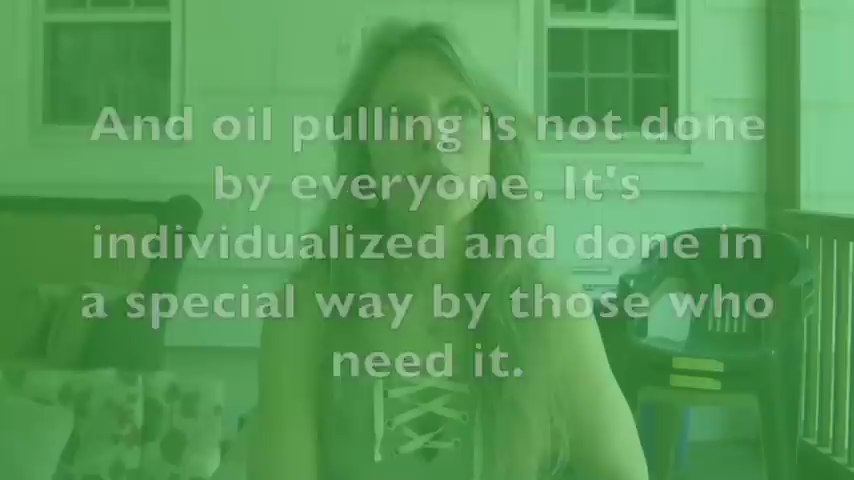 And oil pulling is not done
by everyone. It's
individualized and done in
a special way by those who
need it.